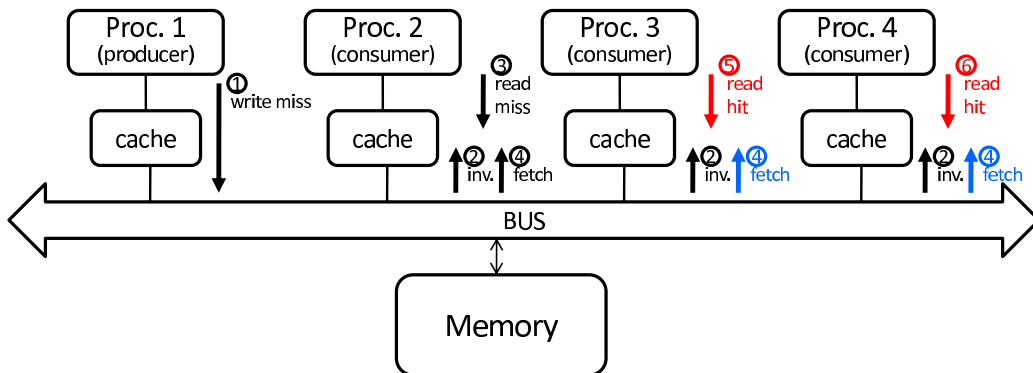 Proc. 1
(producer)
Proc. 2
(consumer)
Proc. 3
(consumer)
Proc. 4
(consumer)
① write miss
③ read
miss
⑤ read
hit
⑥ read
hit
cache
cache
cache
cache
② inv.
④ fetch
② inv.
④ fetch
② inv.
④ fetch
BUS
Memory